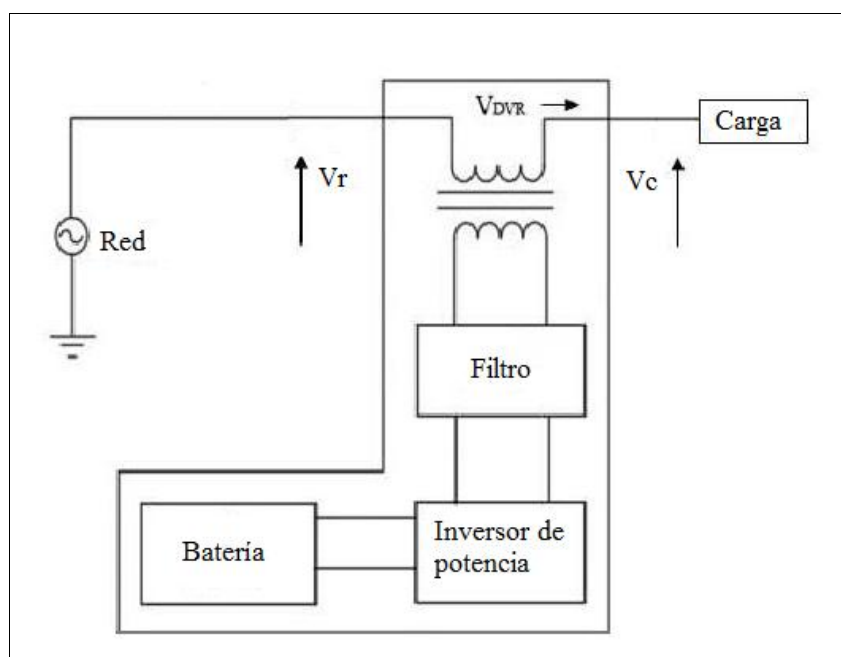 VDVR
Carga
Vr
Vc
Red
Filtro
Batería
Inversor de
potencia